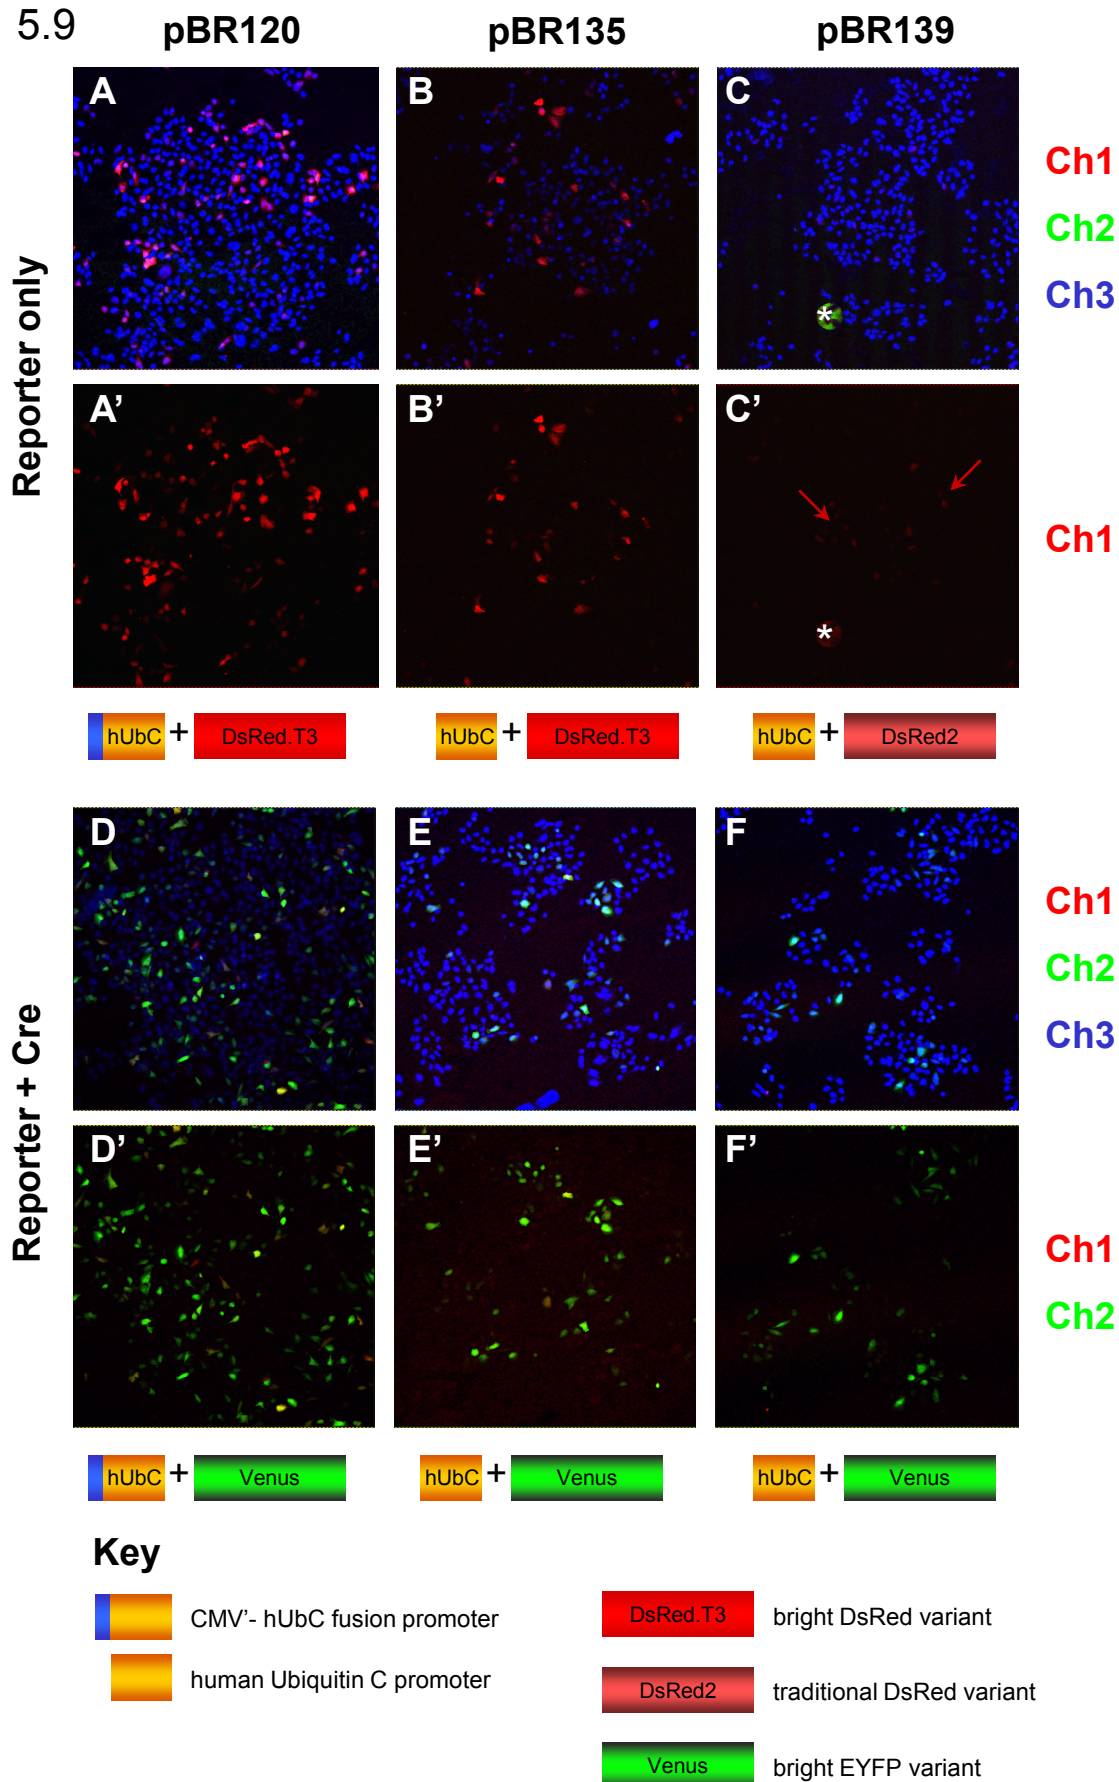 5.9
pBR120 pBR135 pBR139
Reporter only
A B C
Ch1
Ch2
Ch3
*
A' B' C'
Ch1
*
hUbC + DsRed.T3 hUbC + DsRed.T3 hUbC + DsRed2
Reporter + Cre
D E F
Ch1
Ch2
Ch3
D' E' F'
Ch1
Ch2
hUbC + Venus hUbC + Venus hUbC + Venus
Key
CMV'- hUbC fusion promoter
human Ubiquitin C promoter
DsRed.T3 bright DsRed variant
DsRed2 traditional DsRed variant
Venus bright EYFP variant